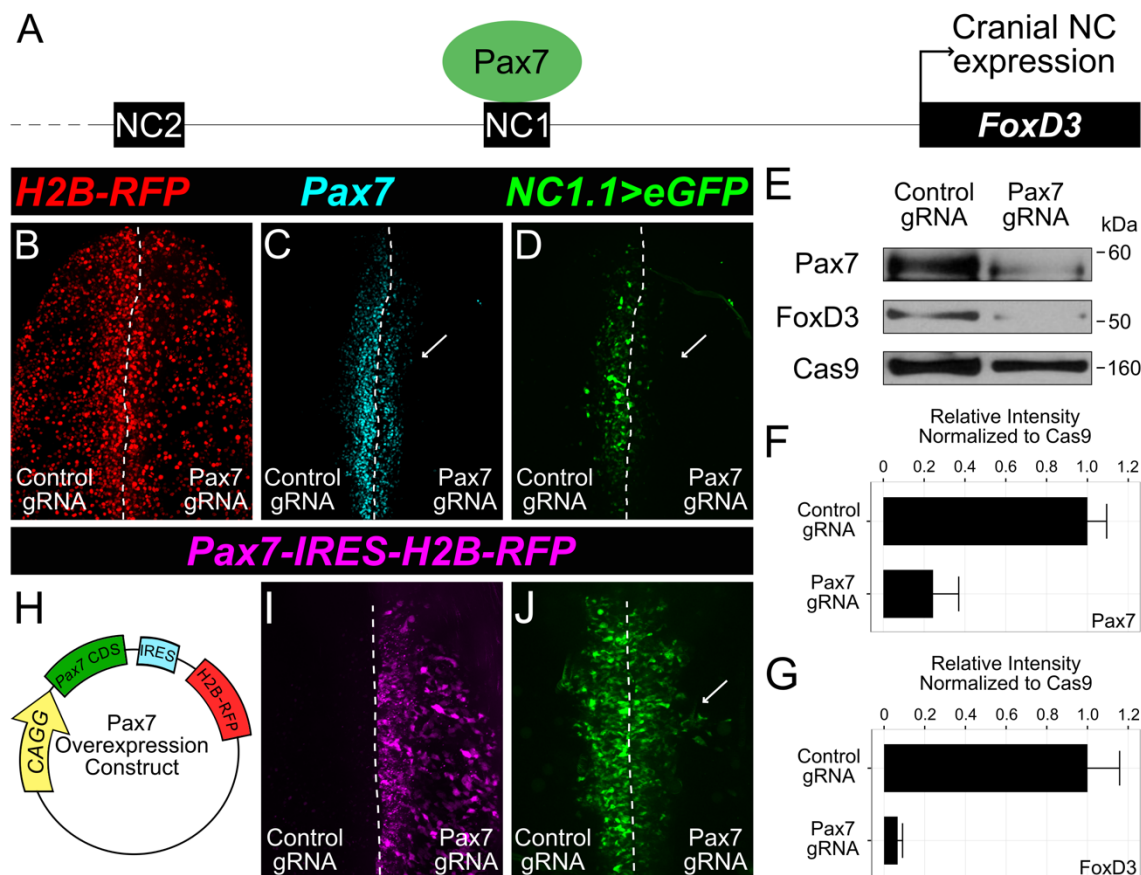 A
Pax7
Cranial NC
expression
NC2
NC1
FoxD3
H2B-RFP
Pax7
NC1.1>eGFP
B
Control
gRNA
Pax7
gRNA
C
Control
gRNA
Pax7
gRNA
D
Control
gRNA
Pax7
gRNA
E
Control
gRNA
Pax7
gRNA
kDa
Pax7
-60
FoxD3
-50
Cas9
-160
F
Relative Intensity
Normalized to Cas9
0 0.2 0.4 0.6 0.8 1.0 1.2
Control
gRNA
Pax7
gRNA
Pax7
Pax7-IRES-H2B-RFP
H
CAGG
Pax7 CDS
IRES
H2B-RFP
Pax7
Overexpression
Construct
I
Control
gRNA
Pax7
gRNA
J
Control
gRNA
Pax7
gRNA
G
Relative Intensity
Normalized to Cas9
0 0.2 0.4 0.6 0.8 1.0 1.2
Control
gRNA
Pax7
gRNA
FoxD3